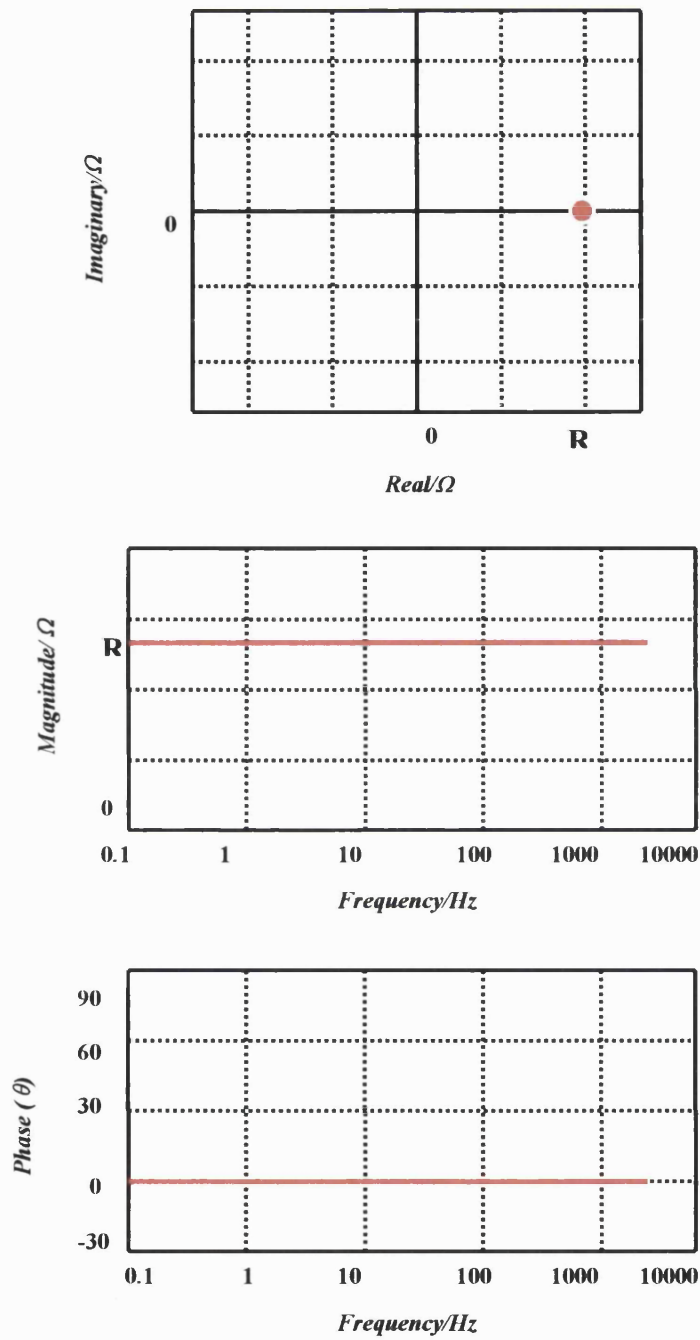 Imaginary/Ω
0
0 R
Real/Ω
Magnitude/ Ω
R
0
0.1 1 10 100 1000 10000
Frequency/Hz
Phase ( θ)
90
60
30
0
-30
0.1 1 10 100 1000 10000
Frequency/Hz